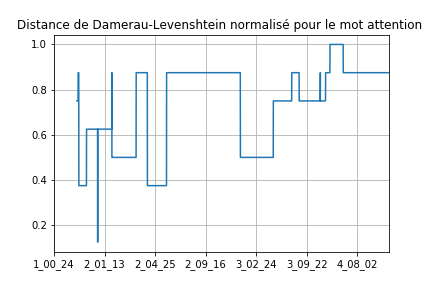 Distance de Damerau-Levenshtein normalisé pour le mot attention
1.0
0.8
0.6
0.4
0.2
1_00_24 2_01_13 2_04_25 2_09_16 3_02_24 3_09_22 4_08_02